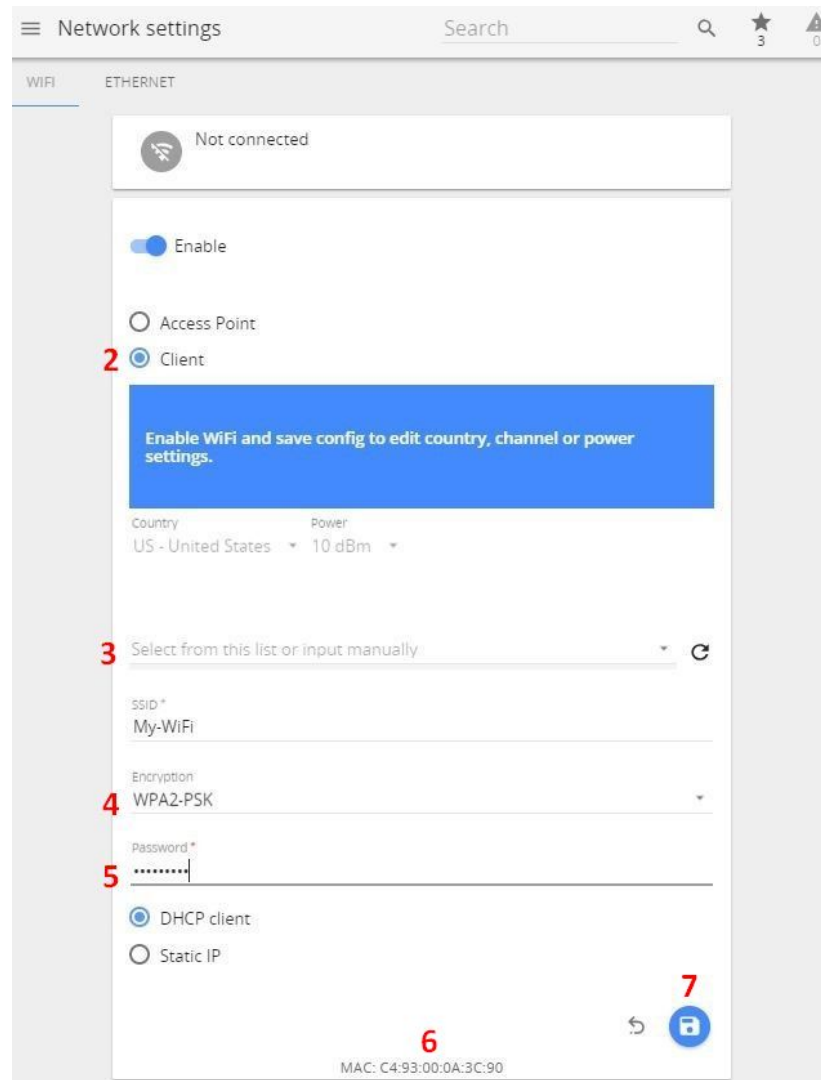 Network settings
Search
3
0
WIFI ETHERNET
Not connected
Enable
Access Point
2 Client
Enable WiFi and save config to edit country, channel or power
settings.
Country Power
US - United States 10 dBm
3 Select from this list or input manually
SSID *
My-WiFi
Encryption
4 WPA2-PSK
Password *
5 •••••••••
DHCP client
Static IP
7
6
MAC: C4:93:00:0A:3C:90